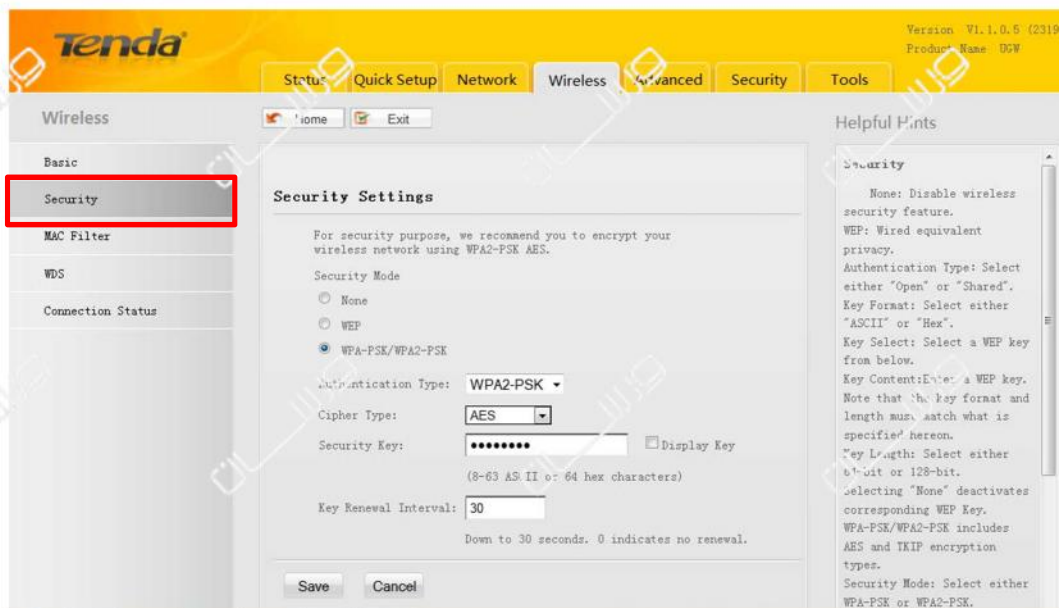 Tenda
Version V1.1.0.5 (2319
Product Name UGW
Status Quick Setup Network Wireless Advanced Security Tools
Wireless
Basic
Security
MAC Filter
WDS
Connection Status
Home Exit
Security Settings
For security purpose, we recommend you to encrypt your
wireless network using WPA2-PSK AES.
Security Mode
None
WEP
WPA-PSK/WPA2-PSK
Authentication Type: WPA2-PSK
Cipher Type: AES
Security Key: •••••••• Display Key
(8-63 ASCII or 64 hex characters)
Key Renewal Interval: 30
Down to 30 seconds. 0 indicates no renewal.
Save Cancel
Helpful Hints
Security
None: Disable wireless
security feature.
WEP: Wired equivalent
privacy.
Authentication Type: Select
either "Open" or "Shared".
Key Format: Select either
"ASCII" or "Hex".
Key Select: Select a WEP key
from below.
Key Content:Enter a WEP key.
Note that the key format and
length must match what is
specified hereon.
Key Length: Select either
64-bit or 128-bit.
Selecting "None" deactivates
corresponding WEP Key.
WPA-PSK/WPA2-PSK includes
AES and TKIP encryption
types.
Security Mode: Select either
WPA-PSK or WPA2-PSK.